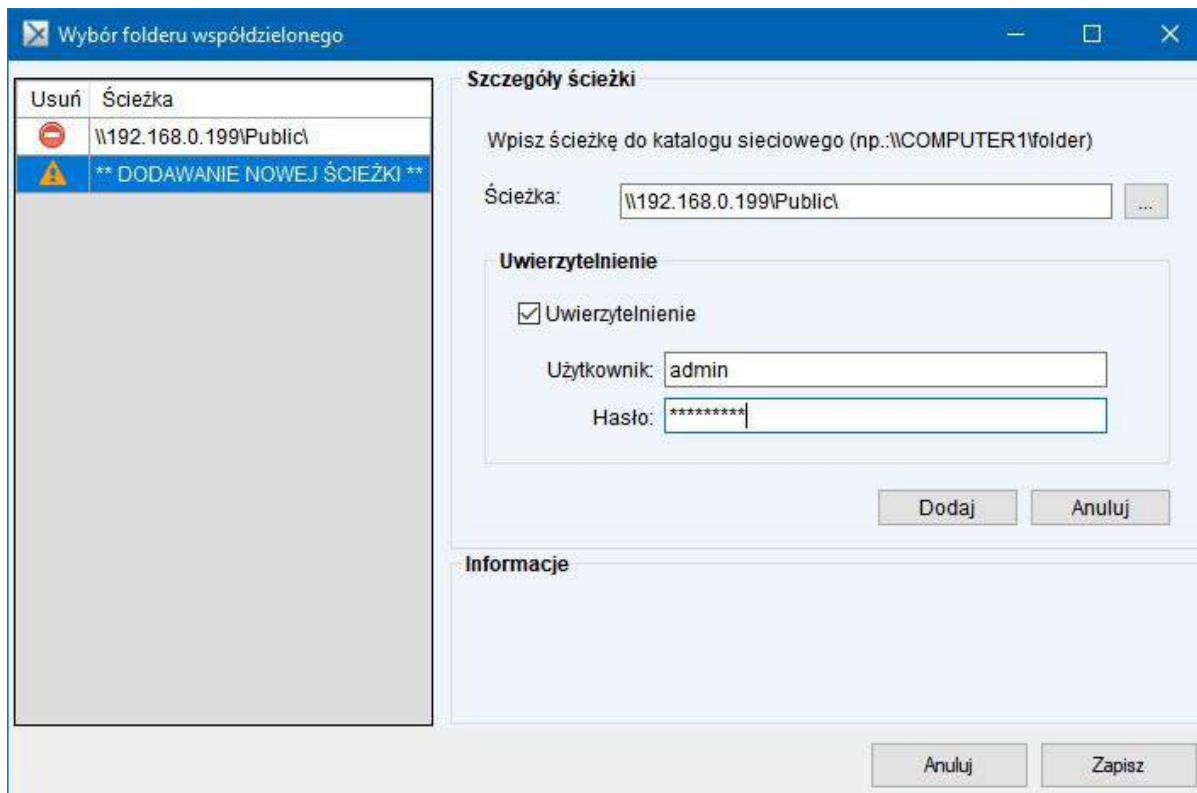 Wybór folderu współdzielonego
Usuń Ścieżka
\\192.168.0.199\Public\
** DODAWANIE NOWEJ ŚCIEŻKI **
Szczegóły ścieżki
Wpisz ścieżkę do katalogu sieciowego (np.:\\COMPUTER1\folder)
Ścieżka: \\192.168.0.199\Public\ ...
Uwierzytelnienie
Uwierzytelnienie
Użytkownik: admin
Hasło: *********
Dodaj Anuluj
Informacje
Anuluj Zapisz